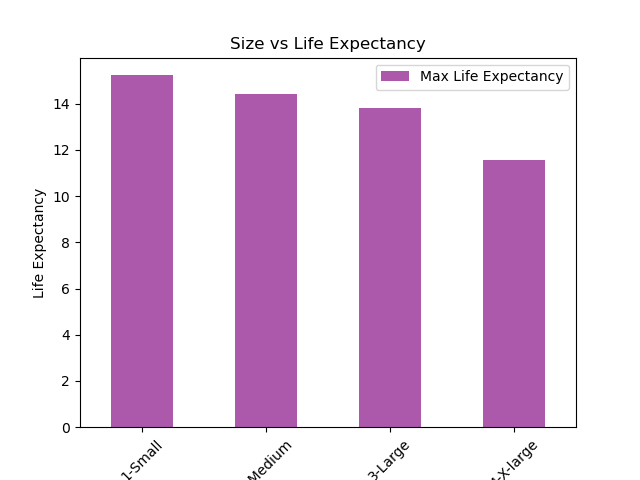 Size vs Life Expectancy
Max Life Expectancy
Life Expectancy
14
12
10
8
6
4
2
0
1-Small
Medium
3-Large
X-large